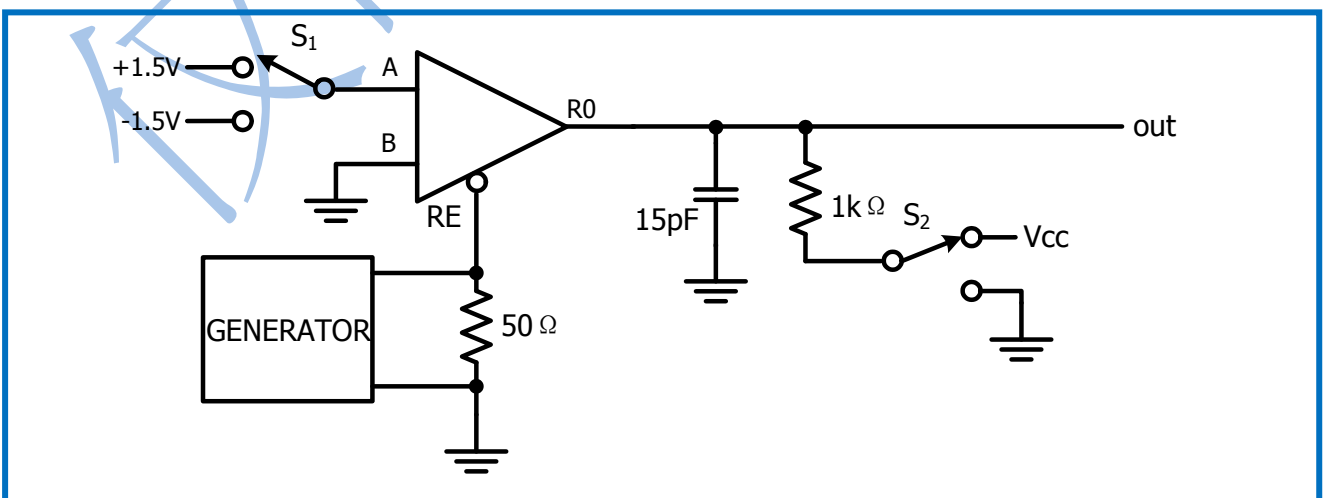 S1
+1.5V
A
-1.5V
R0
out
B
RE
15pF
1kΩ
S2
Vcc
GENERATOR
50Ω